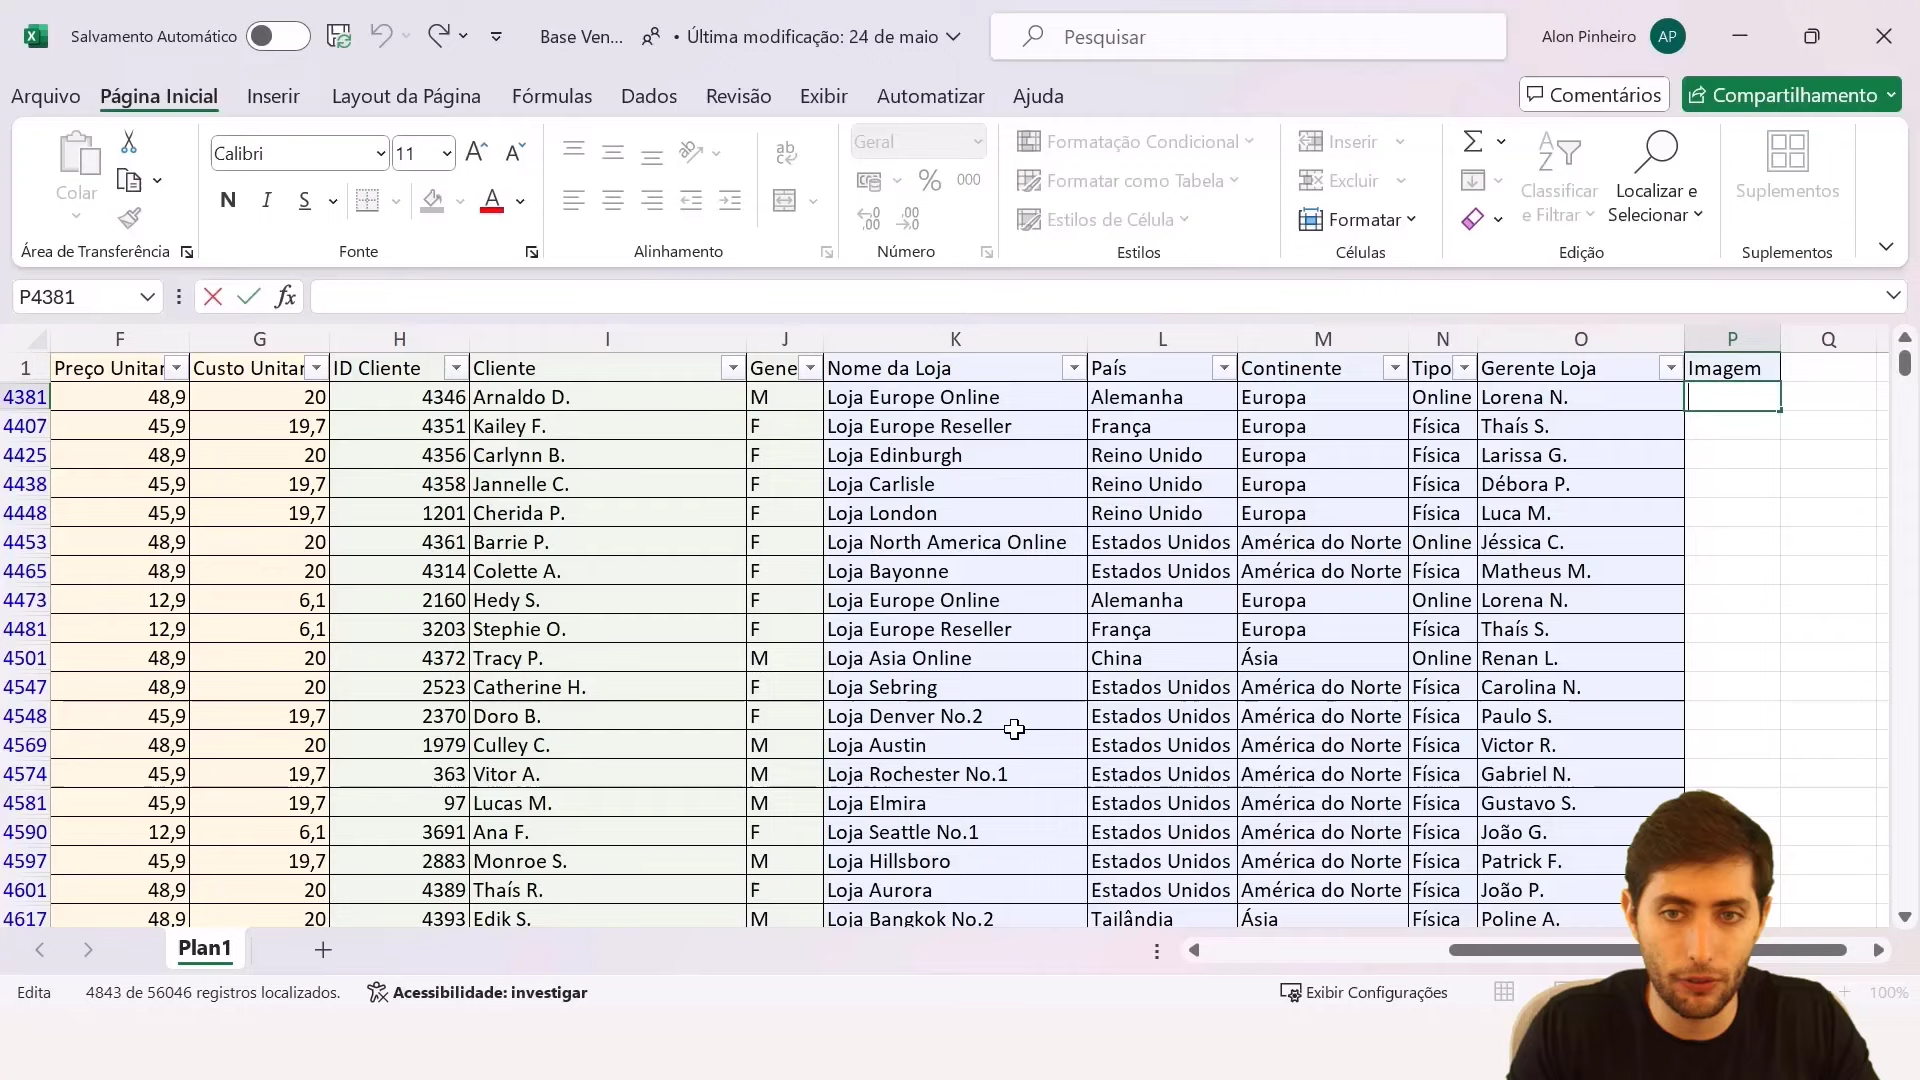 Salvamento Automático Base Ven... • Última modificação: 24 de maio Pesquisar Alon Pinheiro AP
Arquivo Página Inicial Inserir Layout da Página Fórmulas Dados Revisão Exibir Automatizar Ajuda Comentários Compartilhamento
Colar Calibri 11 A A ab Geral Formatação Condicional Inserir Σ
N I S A % 000 Formatar como Tabela Excluir Classificar e Filtrar Localizar e Selecionar Suplementos
Estilos de Célula Formatar
Área de Transferência Fonte Alinhamento Número Estilos Células Edição Suplementos
P4381 fx
F G H I J K L M N O P Q
1 Preço Unitar Custo Unitar ID Cliente Cliente Gene Nome da Loja País Continente Tipo Gerente Loja Imagem
4381 48,9 20 4346 Arnaldo D. M Loja Europe Online Alemanha Europa Online Lorena N.
4407 45,9 19,7 4351 Kailey F. F Loja Europe Reseller França Europa Física Thaís S.
4425 48,9 20 4356 Carlynn B. F Loja Edinburgh Reino Unido Europa Física Larissa G.
4438 45,9 19,7 4358 Jannelle C. F Loja Carlisle Reino Unido Europa Física Débora P.
4448 45,9 19,7 1201 Cherida P. F Loja London Reino Unido Europa Física Luca M.
4453 48,9 20 4361 Barrie P. F Loja North America Online Estados Unidos América do Norte Online Jéssica C.
4465 48,9 20 4314 Colette A. F Loja Bayonne Estados Unidos América do Norte Física Matheus M.
4473 12,9 6,1 2160 Hedy S. F Loja Europe Online Alemanha Europa Online Lorena N.
4481 12,9 6,1 3203 Stephie O. F Loja Europe Reseller França Europa Física Thaís S.
4501 48,9 20 4372 Tracy P. M Loja Asia Online China Ásia Online Renan L.
4547 48,9 20 2523 Catherine H. F Loja Sebring Estados Unidos América do Norte Física Carolina N.
4548 45,9 19,7 2370 Doro B. F Loja Denver No.2 Estados Unidos América do Norte Física Paulo S.
4569 48,9 20 1979 Culley C. M Loja Austin Estados Unidos América do Norte Física Victor R.
4574 45,9 19,7 363 Vitor A. M Loja Rochester No.1 Estados Unidos América do Norte Física Gabriel N.
4581 45,9 19,7 97 Lucas M. M Loja Elmira Estados Unidos América do Norte Física Gustavo S.
4590 12,9 6,1 3691 Ana F. F Loja Seattle No.1 Estados Unidos América do Norte Física João G.
4597 45,9 19,7 2883 Monroe S. M Loja Hillsboro Estados Unidos América do Norte Física Patrick F.
4601 48,9 20 4389 Thaís R. F Loja Aurora Estados Unidos América do Norte Física João P.
4617 48,9 20 4393 Edik S. M Loja Bangkok No.2 Tailândia Ásia Física Poline A.
Plan1
Edita 4843 de 56046 registros localizados. Acessibilidade: investigar Exibir Configurações 100%